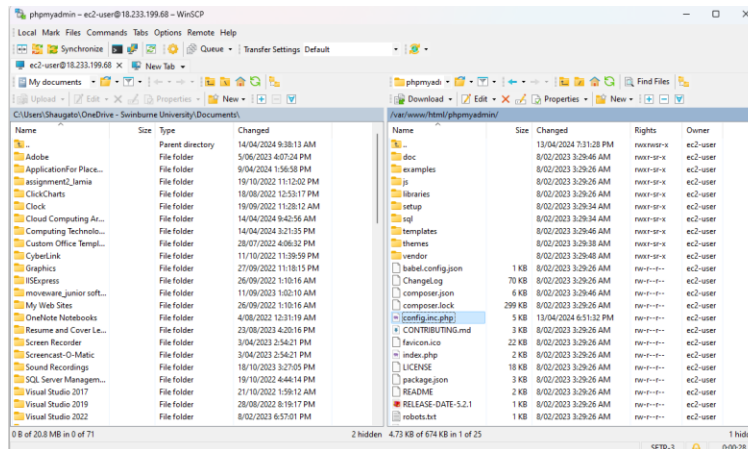 phpmyadmin – ec2-user@18.233.199.68 – WinSCP
Local Mark Files Commands Tabs Options Remote Help
Synchronize Queue Transfer Settings Default
ec2-user@18.233.199.68 × New Tab
My documents phpmyadı Find Files
Upload Edit Properties New Download Edit Properties New
C:\Users\Shaugato\OneDrive - Swinburne University\Documents\ /var/www/html/phpmyadmin/
Name Size Type Changed Name Size Changed Rights Owner
.. Parent directory 14/04/2024 9:38:13 AM .. 13/04/2024 7:31:28 PM rwxrwsr-x ec2-user
Adobe File folder 5/06/2023 4:07:24 PM doc 8/02/2023 3:29:46 AM rwxr-sr-x ec2-user
ApplicationFor Place... File folder 9/04/2024 1:56:58 PM examples 8/02/2023 3:29:26 AM rwxr-sr-x ec2-user
assignment2_lamia File folder 19/10/2022 11:12:02 PM js 8/02/2023 3:29:26 AM rwxr-sr-x ec2-user
ClickCharts File folder 18/08/2022 12:53:17 PM libraries 8/02/2023 3:29:26 AM rwxr-sr-x ec2-user
Clock File folder 19/09/2022 11:28:12 AM setup 8/02/2023 3:29:34 AM rwxr-sr-x ec2-user
Cloud Computing Ar... File folder 14/04/2024 9:42:56 AM sql 8/02/2023 3:29:34 AM rwxr-sr-x ec2-user
Computing Technolo... File folder 14/04/2024 3:21:35 PM templates 8/02/2023 3:29:46 AM rwxr-sr-x ec2-user
Custom Office Templ... File folder 28/07/2022 4:06:32 PM themes 8/02/2023 3:29:38 AM rwxr-sr-x ec2-user
CyberLink File folder 11/10/2022 11:39:59 PM vendor 8/02/2023 3:29:48 AM rwxr-sr-x ec2-user
Graphics File folder 27/09/2022 11:18:15 PM babel.config.json 1 KB 8/02/2023 3:29:26 AM rw-r--r-- ec2-user
IISExpress File folder 26/09/2022 1:10:16 AM ChangeLog 70 KB 8/02/2023 3:29:26 AM rw-r--r-- ec2-user
moveware_junior soft... File folder 11/09/2023 1:02:10 AM composer.json 6 KB 8/02/2023 3:29:46 AM rw-r--r-- ec2-user
My Web Sites File folder 26/09/2022 1:10:16 AM composer.lock 299 KB 8/02/2023 3:29:26 AM rw-r--r-- ec2-user
OneNote Notebooks File folder 4/08/2022 12:31:19 AM config.inc.php 5 KB 13/04/2024 6:51:32 PM rw-r--r-- ec2-user
Resume and Cover Le... File folder 23/08/2023 4:20:16 PM CONTRIBUTING.md 3 KB 8/02/2023 3:29:26 AM rw-r--r-- ec2-user
Screen Recorder File folder 3/04/2023 2:54:21 PM favicon.ico 22 KB 8/02/2023 3:29:26 AM rw-r--r-- ec2-user
Screencast-O-Matic File folder 3/04/2023 2:54:21 PM index.php 2 KB 8/02/2023 3:29:26 AM rw-r--r-- ec2-user
Sound Recordings File folder 18/10/2023 3:27:05 PM LICENSE 18 KB 8/02/2023 3:29:26 AM rw-r--r-- ec2-user
SQL Server Managem... File folder 19/10/2022 4:44:14 PM package.json 3 KB 8/02/2023 3:29:26 AM rw-r--r-- ec2-user
Visual Studio 2017 File folder 21/10/2022 1:59:12 AM README 2 KB 8/02/2023 3:29:26 AM rw-r--r-- ec2-user
Visual Studio 2019 File folder 28/08/2022 8:19:17 PM RELEASE-DATE-5.2.1 1 KB 8/02/2023 3:29:26 AM rw-r--r-- ec2-user
Visual Studio 2022 File folder 8/02/2023 6:57:01 PM robots.txt 1 KB 8/02/2023 3:29:26 AM rw-r--r-- ec2-user
0 B of 20.8 MB in 0 of 71 2 hidden 4.73 KB of 674 KB in 1 of 25 1 hidd
SFTP-3 0:00:28